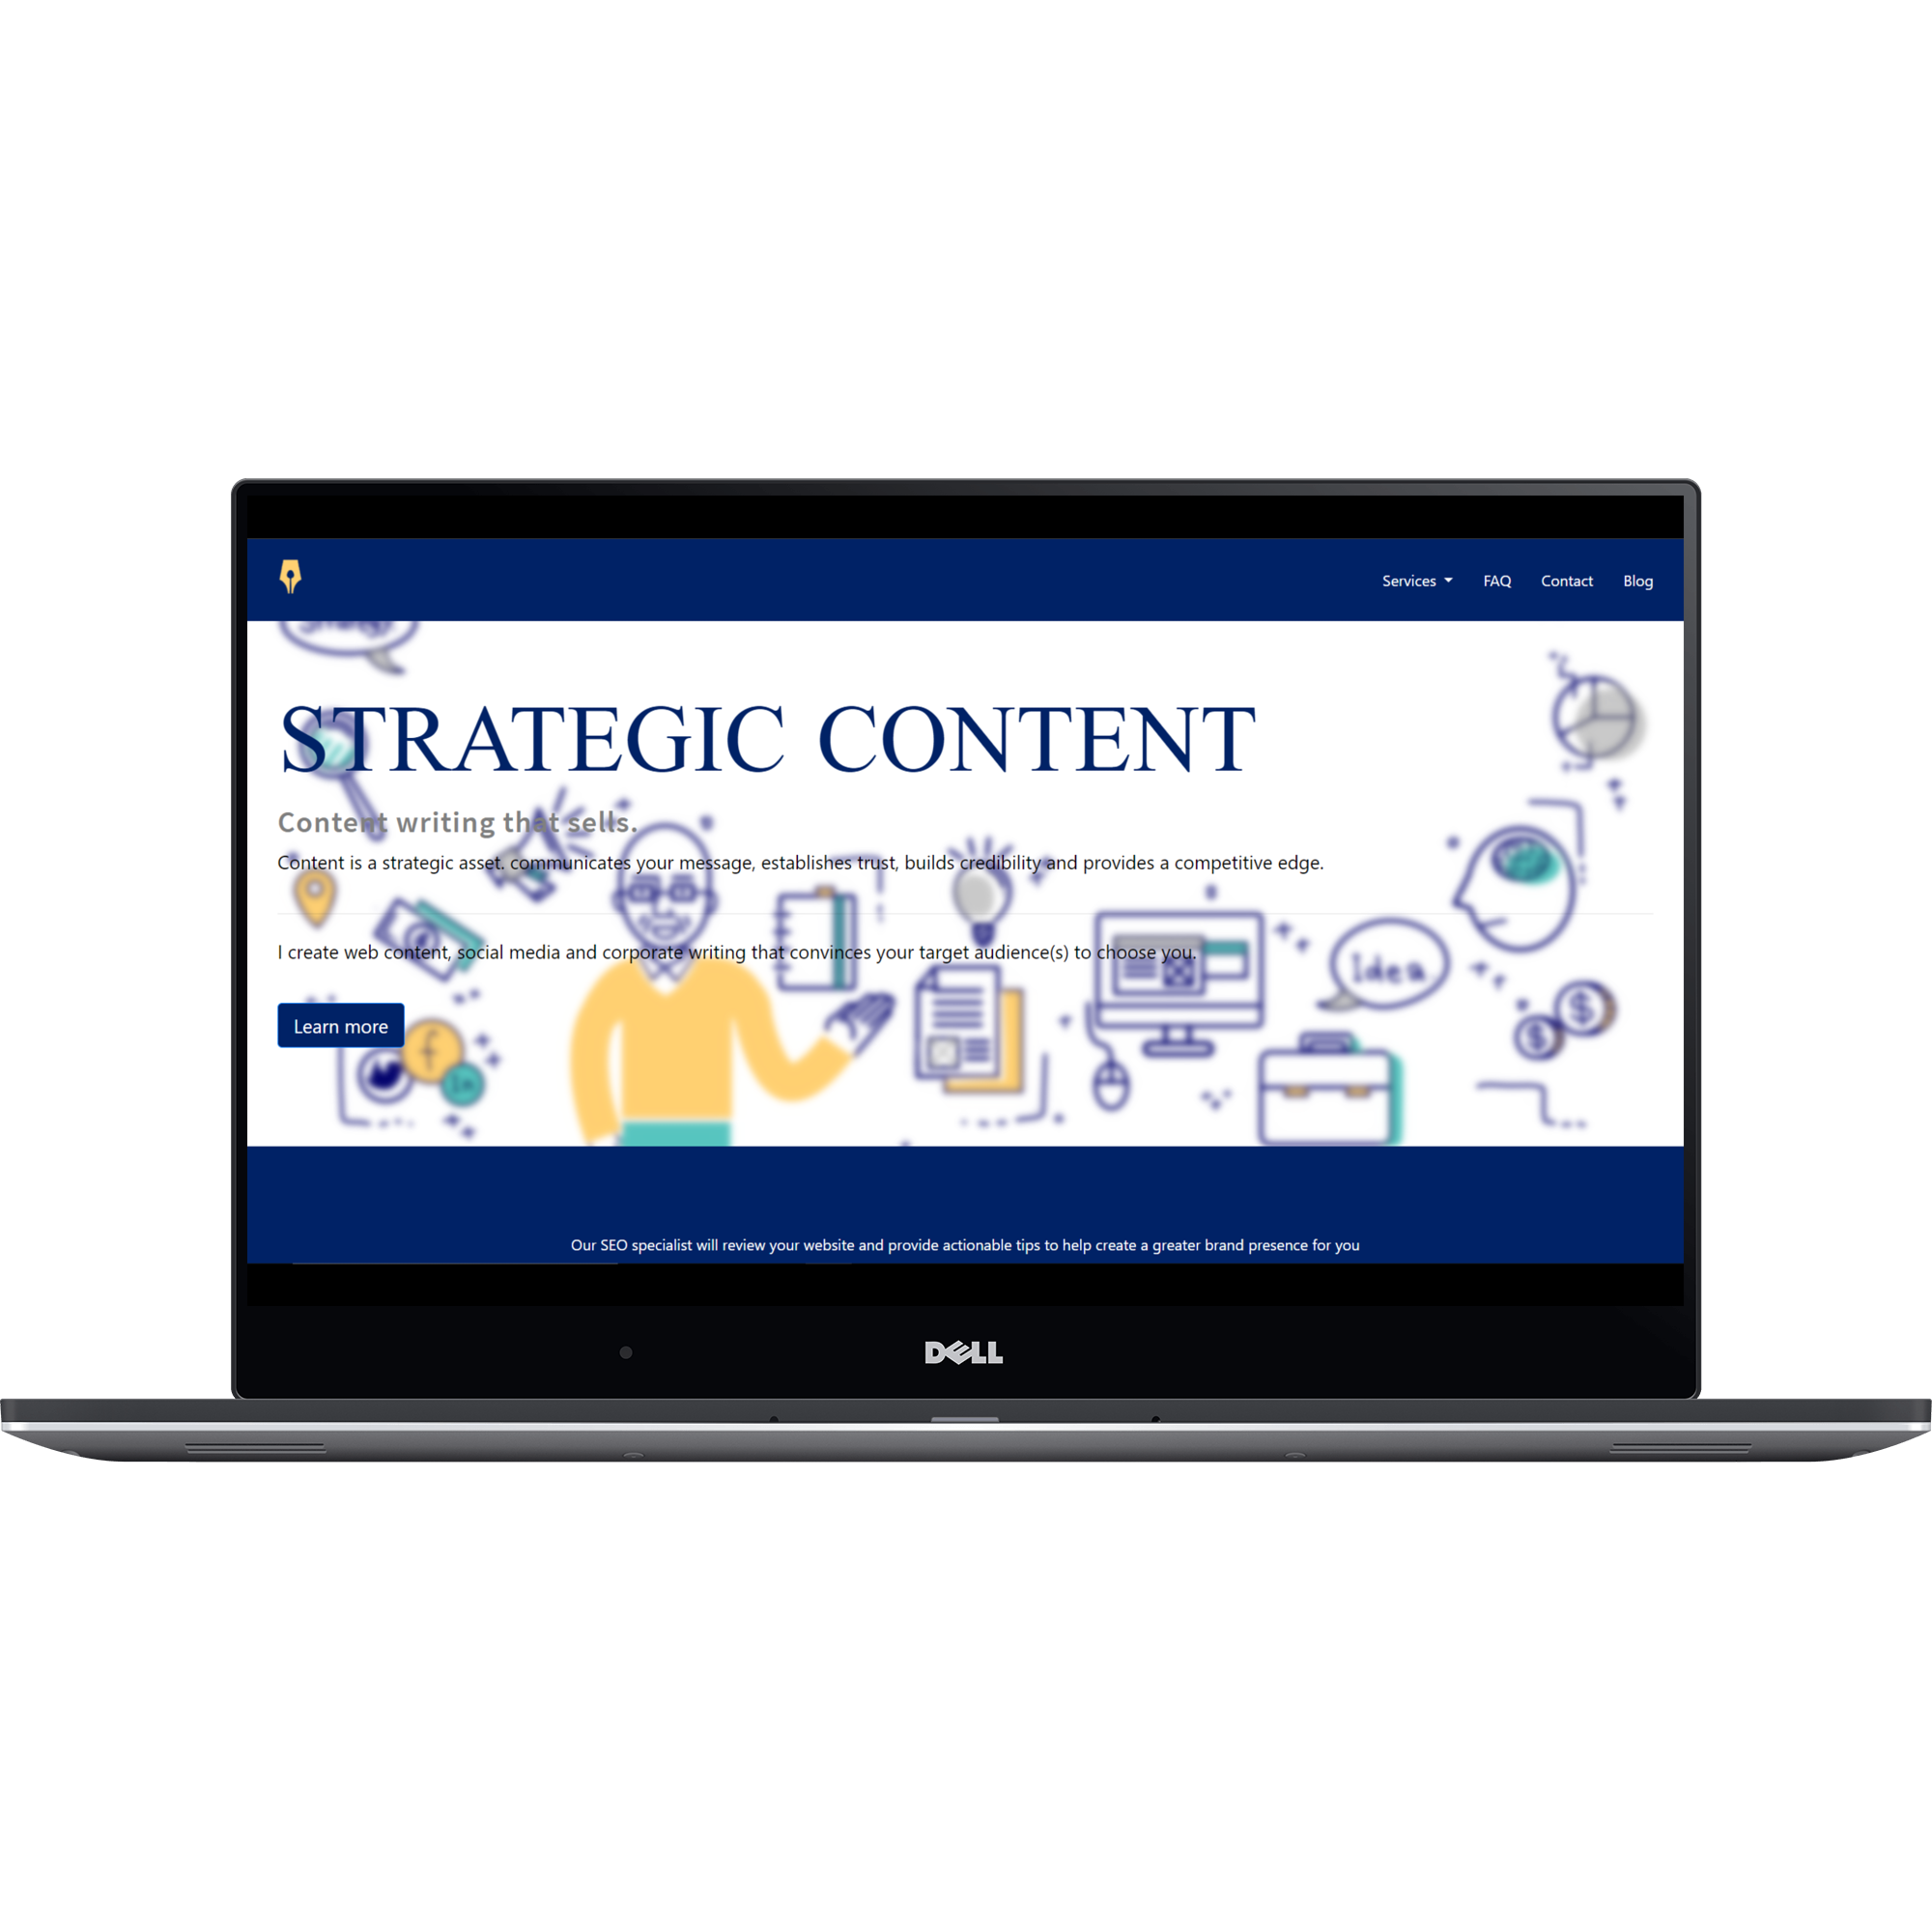 Services FAQ Contact Blog
STRATEGIC CONTENT
Content writing that sells.
Content is a strategic asset. communicates your message, establishes trust, builds credibility and provides a competitive edge.
I create web content, social media and corporate writing that convinces your target audience(s) to choose you.
Idea
$
$
Learn more
f
in
Our SEO specialist will review your website and provide actionable tips to help create a greater brand presence for you
DELL